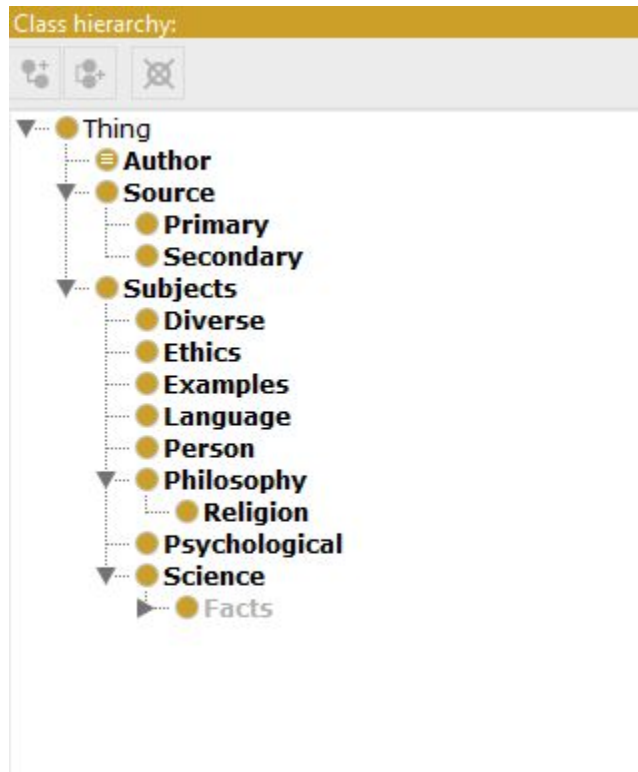 Class hierarchy:
Thing
Author
Source
Primary
Secondary
Subjects
Diverse
Ethics
Examples
Language
Person
Philosophy
Religion
Psychological
Science
Facts